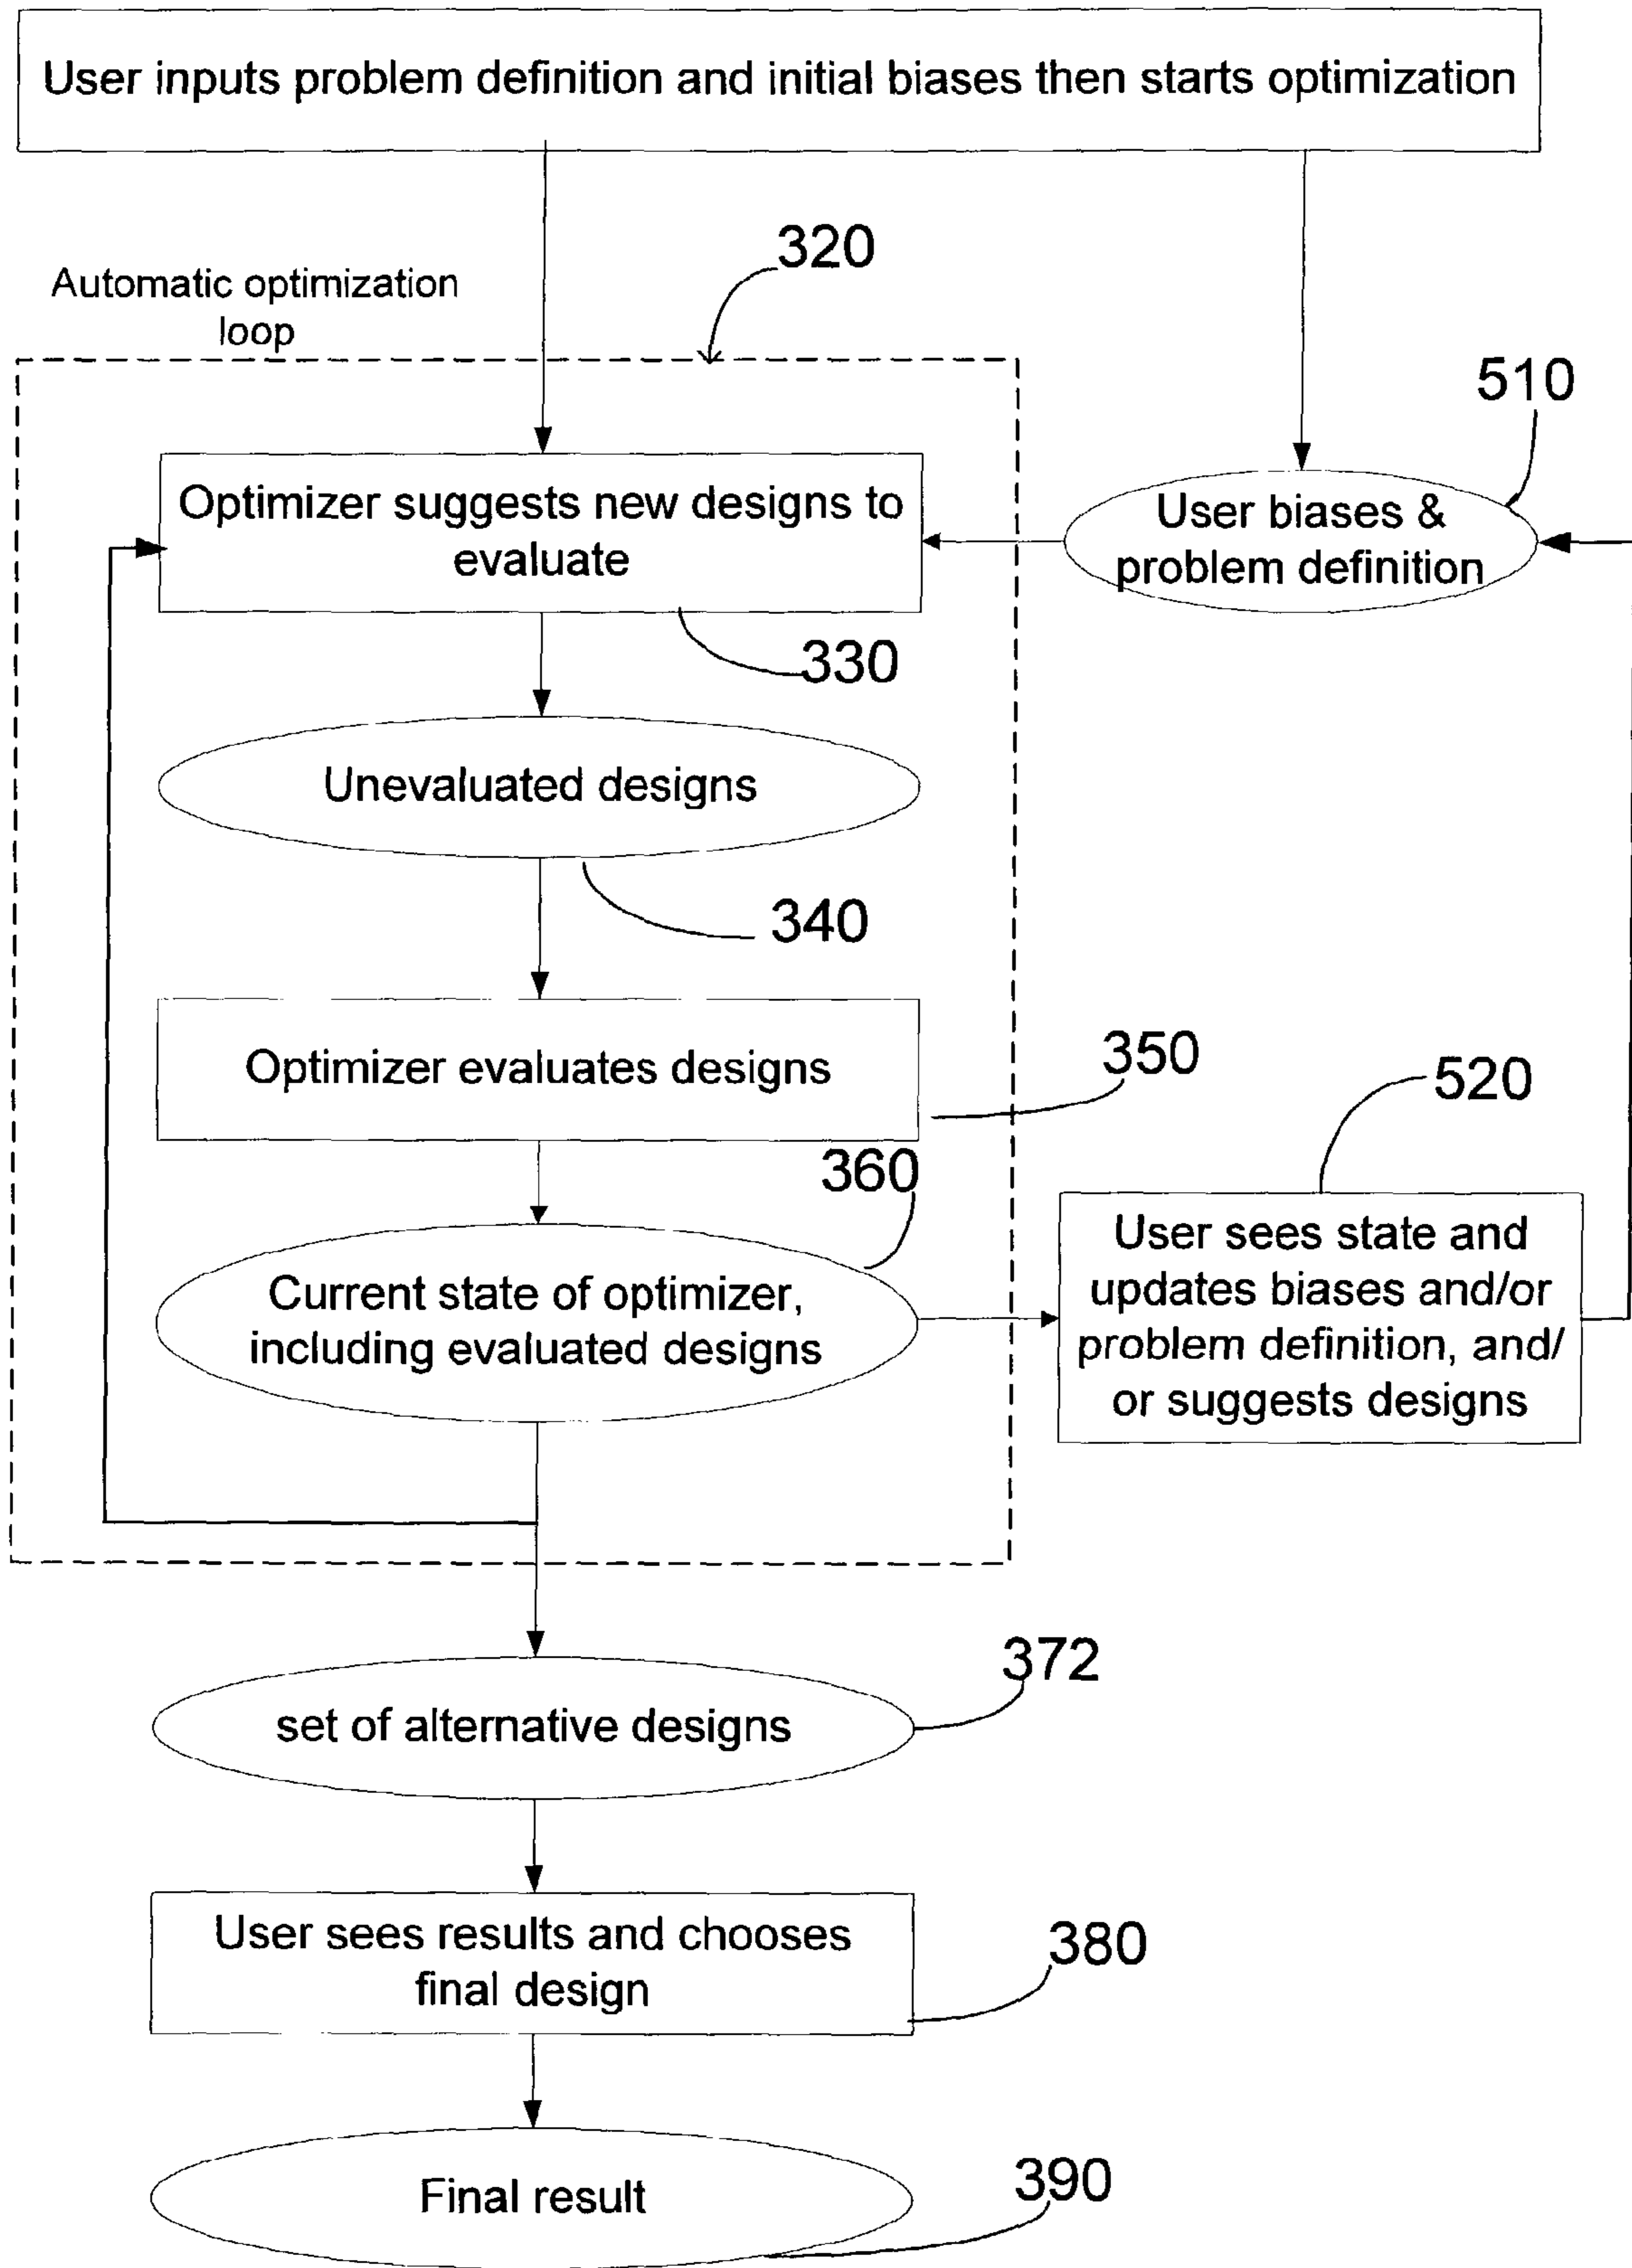 User inputs problem definition and initial biases then starts optimization
320
Automatic optimization
loop
510
Optimizer suggests new designs to
evaluate
User biases &
problem definition
330
Unevaluated designs
340
Optimizer evaluates designs
350
520
360
Current state of optimizer,
including evaluated designs
User sees state and
updates biases and/or
problem definition, and/
or suggests designs
372
set of alternative designs
User sees results and chooses
final design
380
Final result
390